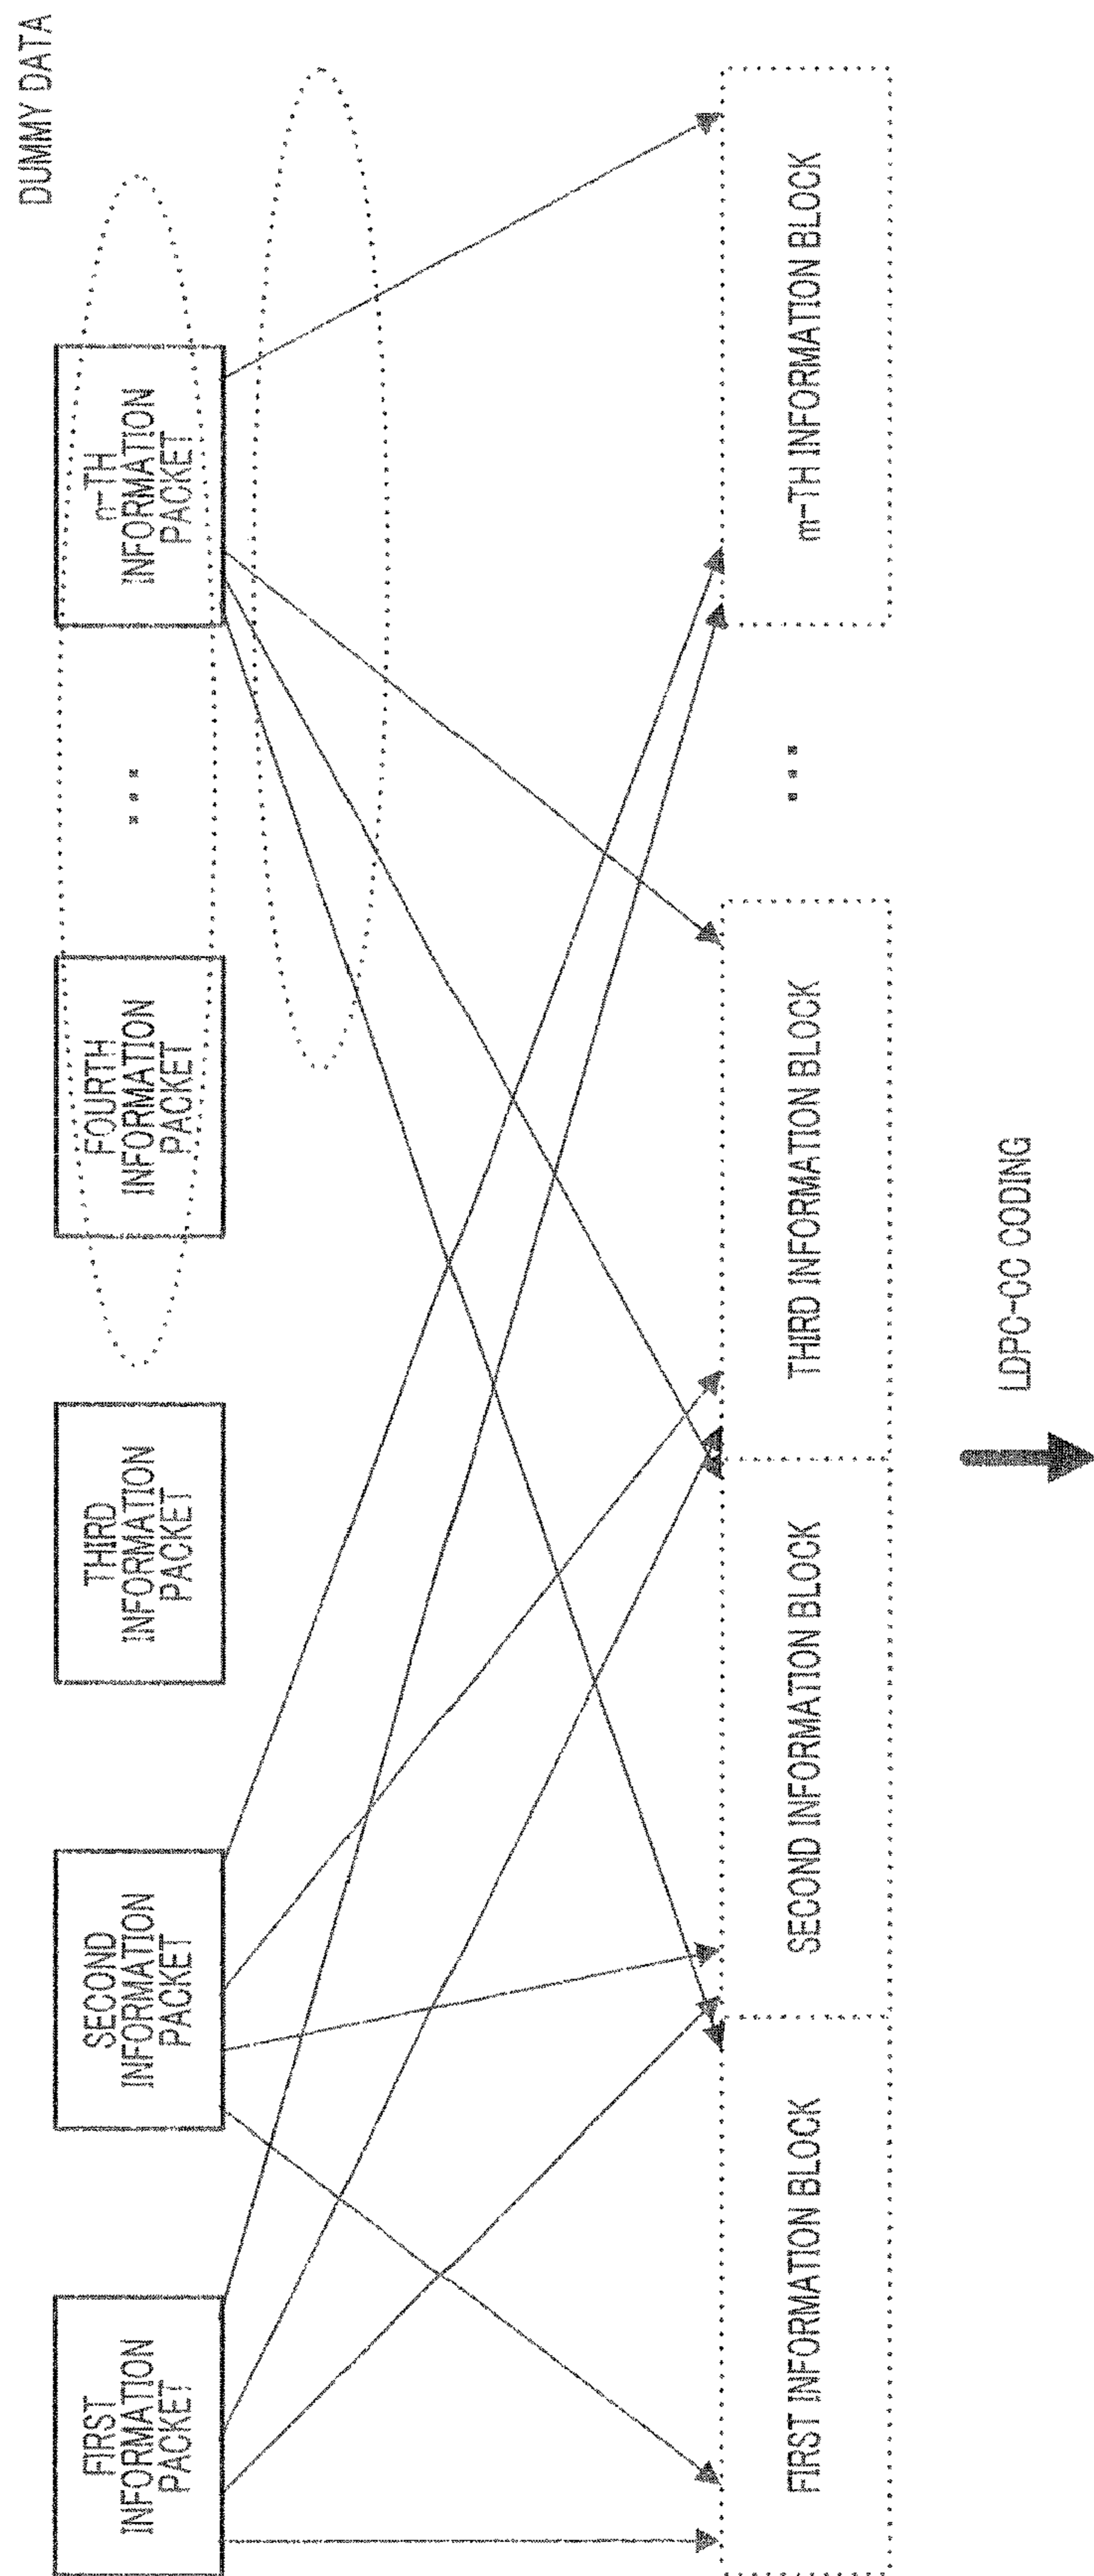 DUMMY DATA
FIRST
INFORMATION
PACKET
SECOND
INFORMATION
PACKET
THIRD
INFORMATION
PACKET
FOURTH
INFORMATION
PACKET
...
n-TH
INFORMATION
PACKET
FIRST INFORMATION BLOCK
SECOND INFORMATION BLOCK
THIRD INFORMATION BLOCK
...
m-TH INFORMATION BLOCK
LDPC-CC CODING